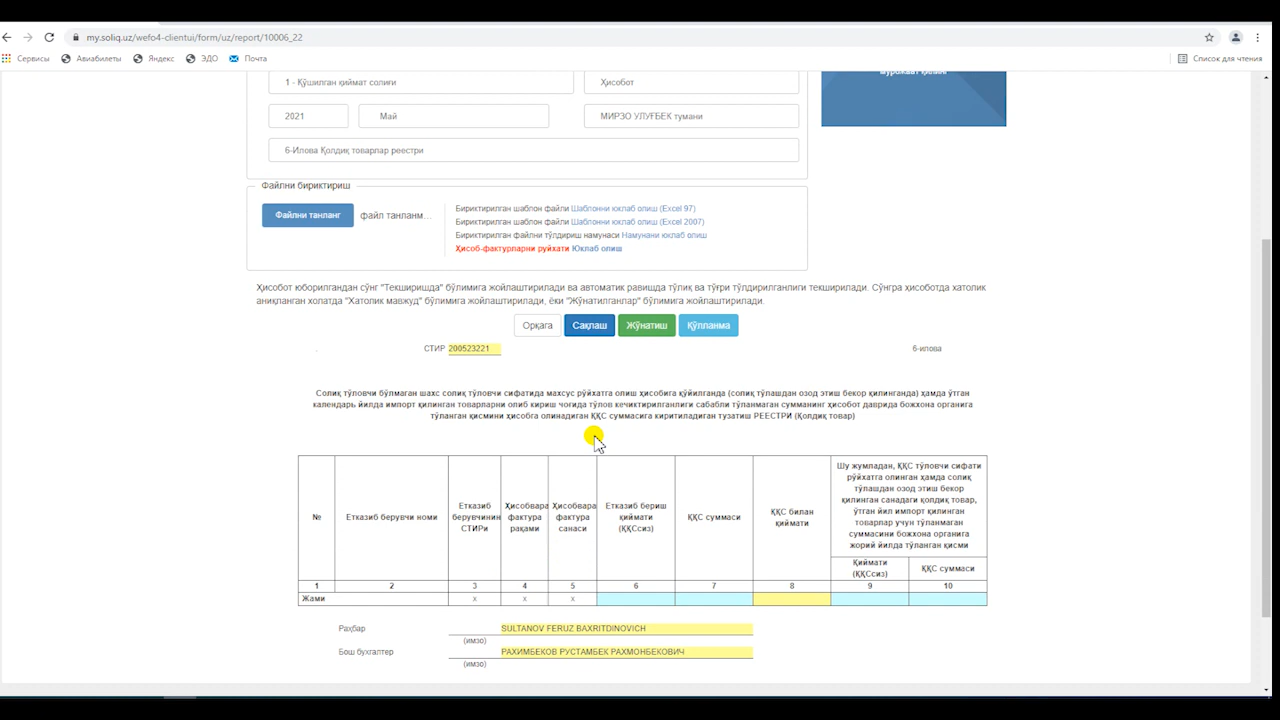 my.soliq.uz/wefo4-clientui/form/uz/report/10006_22
Сервисы Авиабилеты Яндекс ЭДО Почта Список для чтения
1 - Қўшилган қиймат солиғи Ҳисобот
мурожаат қилинг
2021 Май МИРЗО УЛУҒБЕК тумани
6-Илова Қолдиқ товарлар реестри
Файлни бириктириш
Файлни танланг файл танланм...
Бириктирилган шаблон файли Шаблонни юклаб олиш (Excel 97)
Бириктирилган шаблон файли Шаблонни юклаб олиш (Excel 2007)
Бириктирилган файлни тўлдириш намунаси Намунани юклаб олиш
Ҳисоб-фактурларни руйхати Юклаб олиш
Ҳисобот юборилгандан сўнг "Текширишда" бўлимига жойлаштирилади ва автоматик равишда тўлиқ ва тўғри тўлдирилганлиги текширилади. Сўнгра ҳисоботда хатолик
аниқланган холатда "Хатолик мавжуд" бўлимига жойлаштирилади, ёки "Жўнатилганлар" бўлимига жойлаштирилади.
Орқага Сақлаш Жўнатиш Қўлланма
СТИР 200523221 6-илова
Солиқ тўловчи бўлмаган шахс солиқ тўловчи сифатида махсус рўйхатга олиш ҳисобига қўйилганда (солиқ тўлашдан озод этиш бекор қилинганда) ҳамда ўтган
календарь йилда импорт қилинган товарларни олиб кириш чоғида тўлов кечиктирилганлиги сабабли тўланмаган сумманинг ҳисобот даврида божхона органига
тўланган қисмини ҳисобга олинадиган ҚҚС суммасига киритиладиган тузатиш РЕЕСТРИ (Қолдиқ товар)
№
Етказиб берувчи номи
Етказиб
берувчининг
СТИРи
Ҳисобвара
фактура
рақами
Ҳисобвара
фактура
санаси
Етказиб бериш
қиймати
(ҚҚСсиз)
ҚҚС суммаси
ҚҚС билан
қиймати
Шу жумладан, ҚҚС тўловчи сифати
рўйхатга олинган ҳамда солиқ
тўлашдан озод этиш бекор
қилинган санадаги қолдиқ товар,
ўтган йил импорт қилинган
товарлар учун тўланмаган
суммасини божхона органига
жорий йилда тўланган қисми
Қиймати
(ҚҚСсиз)
ҚҚС суммаси
1 2 3 4 5 6 7 8 9 10
Жами x x x
Раҳбар SULTANOV FERUZ BAXRITDINOVICH
(имзо)
Бош бухгалтер РАХИМБЕКОВ РУСТАМБЕК РАХМОНБЕКОВИЧ
(имзо)